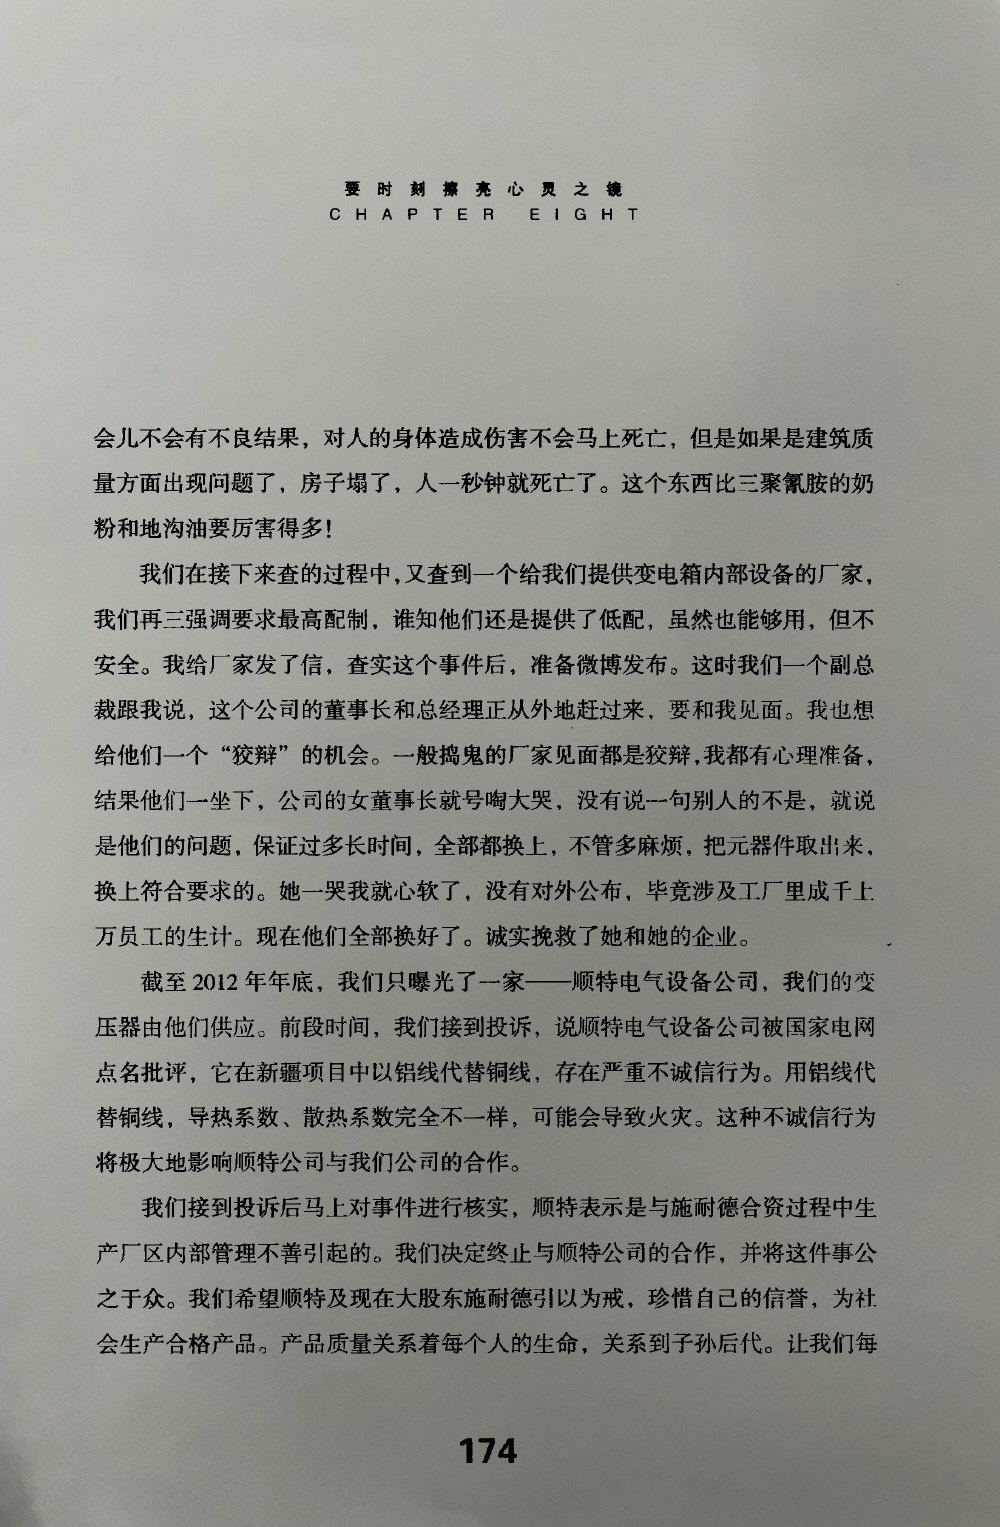 要时刻擦亮心灵之镜
CHAPTER EIGHT
会儿不会有不良结果，对人的身体造成伤害不会马上死亡，但是如果是建筑质
量方面出现问题了，房子塌了，人一秒钟就死亡了。这个东西比三聚氰胺的奶
粉和地沟油要厉害得多！
我们在接下来查的过程中，又查到一个给我们提供变电箱内部设备的厂家，
我们再三强调要求最高配制，谁知他们还是提供了低配，虽然也能够用，但不
安全。我给厂家发了信，查实这个事件后，准备微博发布。这时我们一个副总
裁跟我说，这个公司的董事长和总经理正从外地赶过来，要和我见面。我也想
给他们一个“狡辩”的机会。一般捣鬼的厂家见面都是狡辩，我都有心理准备，
结果他们一坐下，公司的女董事长就号啕大哭，没有说一句别人的不是，就说
是他们的问题，保证过多长时间，全部都换上，不管多麻烦，把元器件取出来，
换上符合要求的。她一哭我就心软了，没有对外公布，毕竟涉及工厂里成千上
万员工的生计。现在他们全部换好了。诚实挽救了她和她的企业。
截至 2012 年年底，我们只曝光了一家——顺特电气设备公司，我们的变
压器由他们供应。前段时间，我们接到投诉，说顺特电气设备公司被国家电网
点名批评，它在新疆项目中以铝线代替铜线，存在严重不诚信行为。用铝线代
替铜线，导热系数、散热系数完全不一样，可能会导致火灾。这种不诚信行为
将极大地影响顺特公司与我们公司的合作。
我们接到投诉后马上对事件进行核实，顺特表示是与施耐德合资过程中生
产厂区内部管理不善引起的。我们决定终止与顺特公司的合作，并将这件事公
之于众。我们希望顺特及现在大股东施耐德引以为戒，珍惜自己的信誉，为社
会生产合格产品。产品质量关系着每个人的生命，关系到子孙后代。让我们每
174